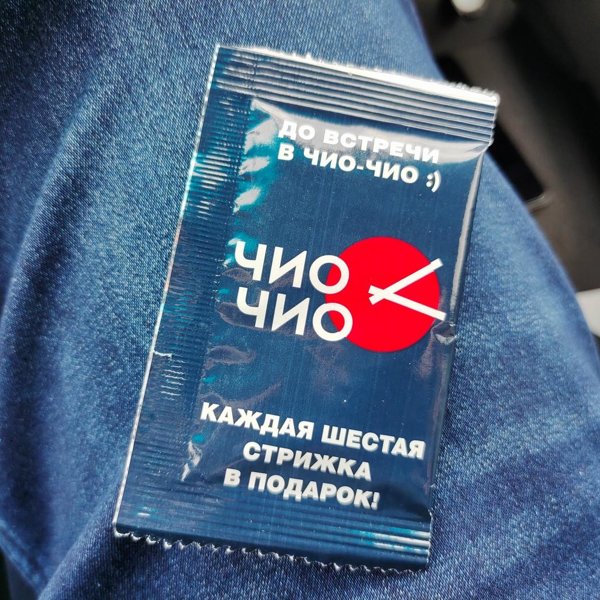 ДО ВСТРЕЧИ
В ЧИО-ЧИО :)
ЧИО
ЧИО
КАЖДАЯ ШЕСТАЯ
СТРИЖКА
В ПОДАРОК!